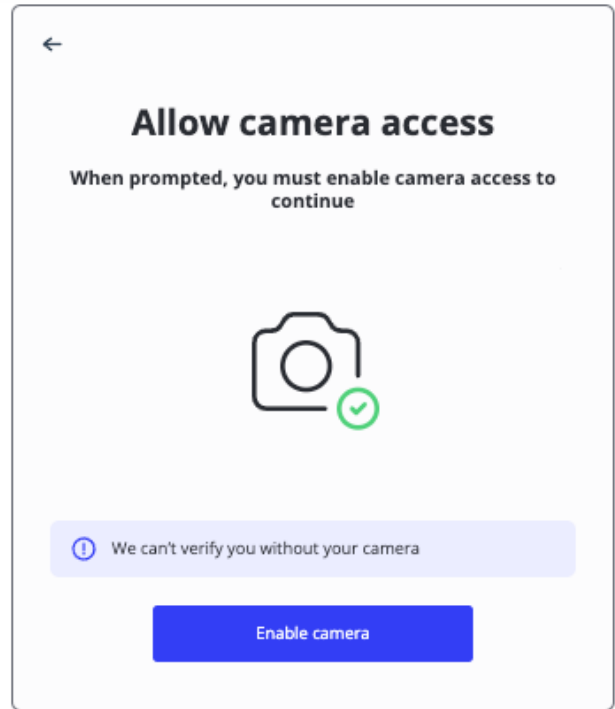 Allow camera access
When prompted, you must enable camera access to
continue
We can't verify you without your camera
Enable camera